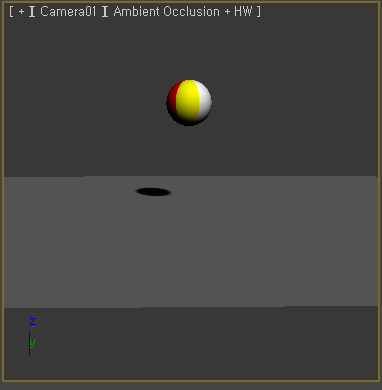 [ + ][ Camera01 ][ Ambient Occlusion + HW ]
z
y